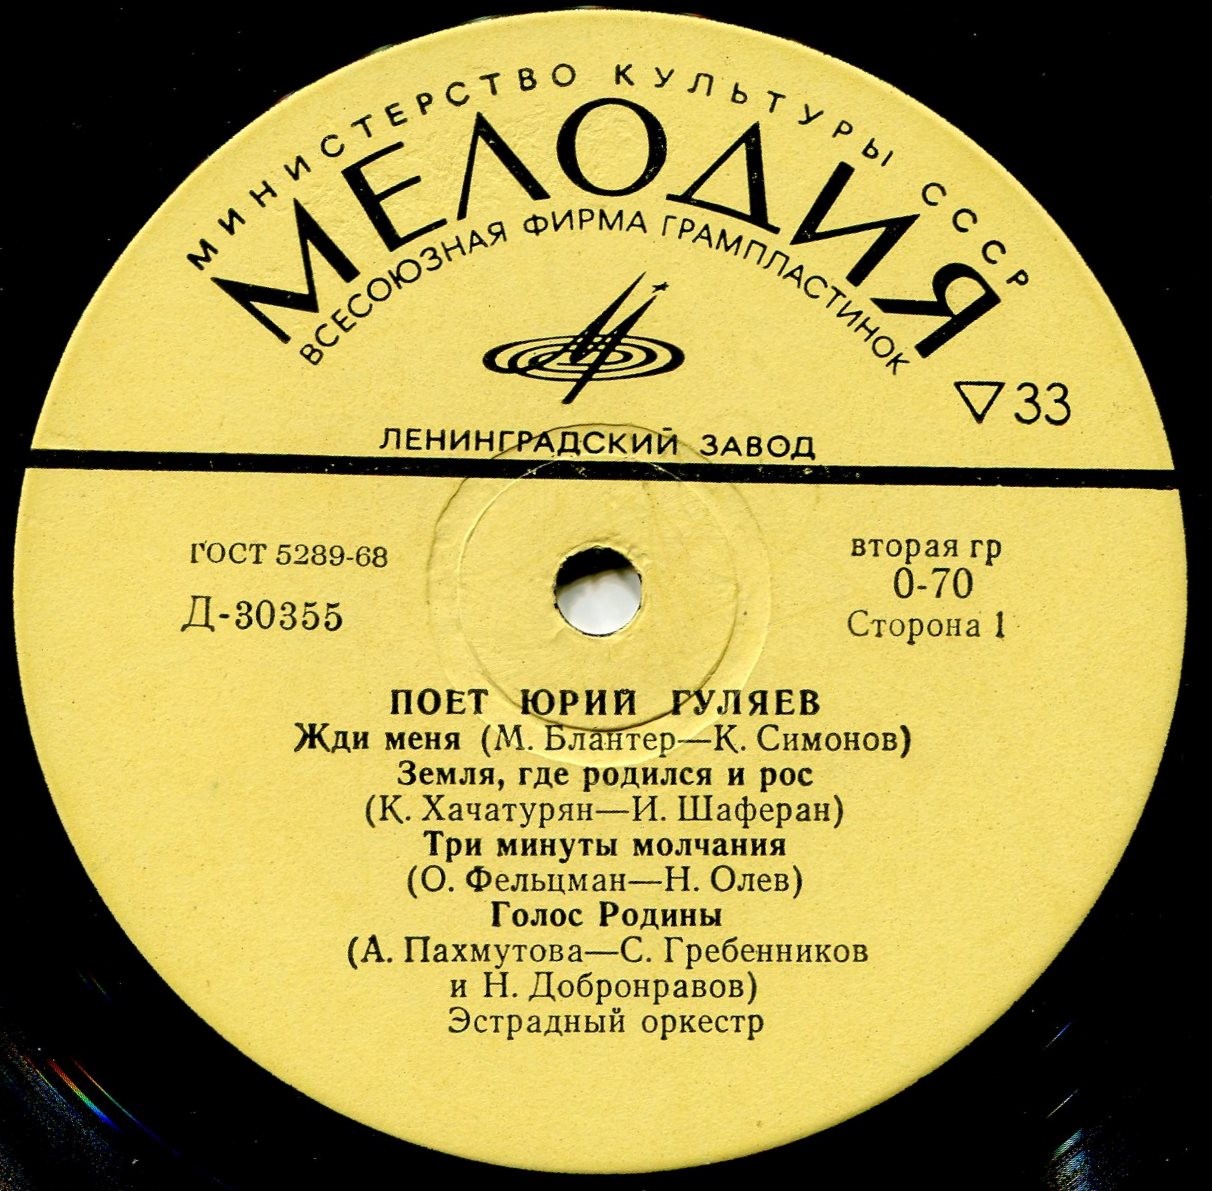 МИНИСТЕРСТВО КУЛЬТУРЫ СССР
МЕЛОДИЯ
ВСЕСОЮЗНАЯ ФИРМА ГРАМПЛАСТИНОК
▽33
ЛЕНИНГРАДСКИЙ ЗАВОД
ГОСТ 5289-68
Д-30355
вторая гр
0-70
Сторона 1
ПОЕТ ЮРИЙ ГУЛЯЕВ
Жди меня (М. Блантер—К. Симонов)
Земля, где родился и рос
(К. Хачатурян—И. Шаферан)
Три минуты молчания
(О. Фельцман—Н. Олев)
Голос Родины
(А. Пахмутова—С. Гребенников
и Н. Добронравов)
Эстрадный оркестр